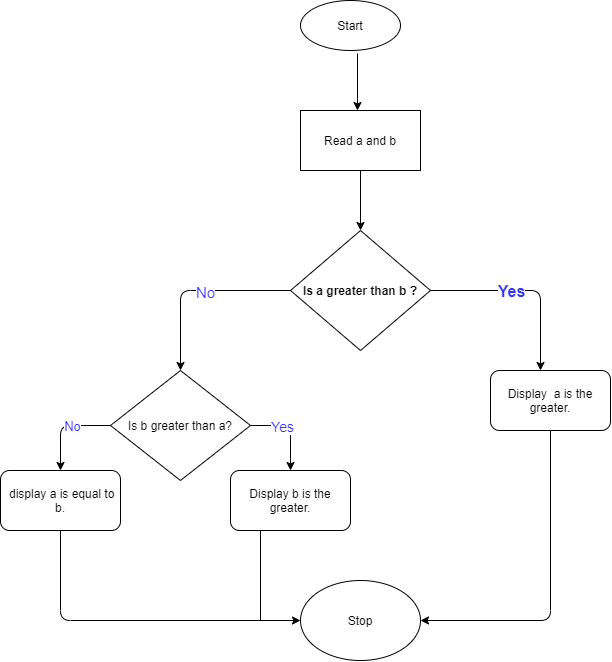 Start
Read a and b
Is a greater than b ?
No
Yes
Display a is the
greater.
Is b greater than a?
No
Yes
display a is equal to
b.
Display b is the
greater.
Stop